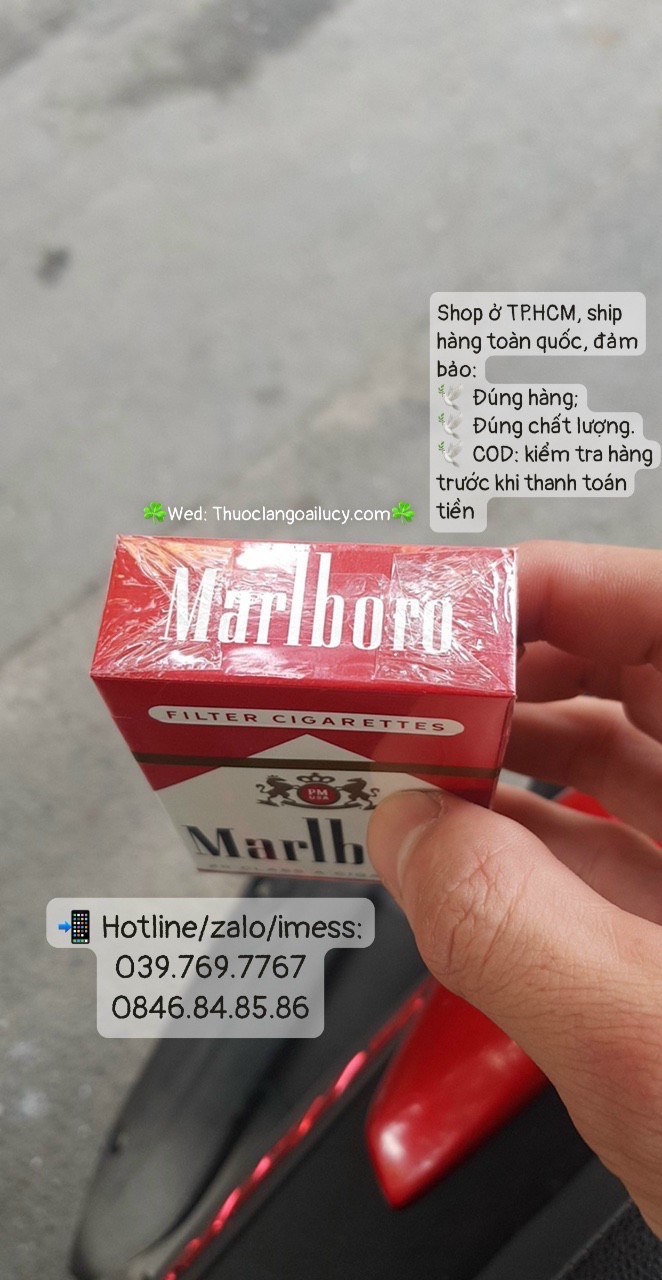 Shop ở TP.HCM, ship
hàng toàn quốc, đảm
bảo:
🕊️ Đúng hàng;
🕊️ Đúng chất lượng.
🕊️ COD: kiểm tra hàng
trước khi thanh toán
tiền
☘️Wed: Thuoclangoailucy.com☘️
Marlboro
FILTER CIGARETTES
PM
USA
Marlb
📲 Hotline/zalo/imess:
039.769.7767
0846.84.85.86